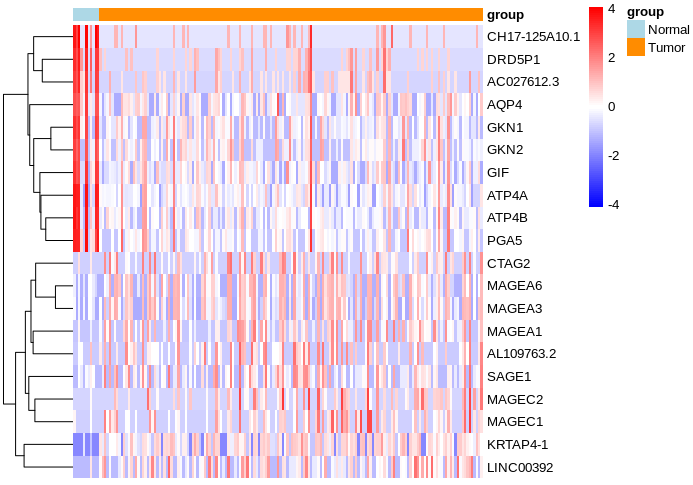 group
CH17-125A10.1
DRD5P1
AC027612.3
AQP4
GKN1
GKN2
GIF
ATP4A
ATP4B
PGA5
CTAG2
MAGEA6
MAGEA3
MAGEA1
AL109763.2
SAGE1
MAGEC2
MAGEC1
KRTAP4-1
LINC00392
4
2
0
-2
-4
group
Normal
Tumor